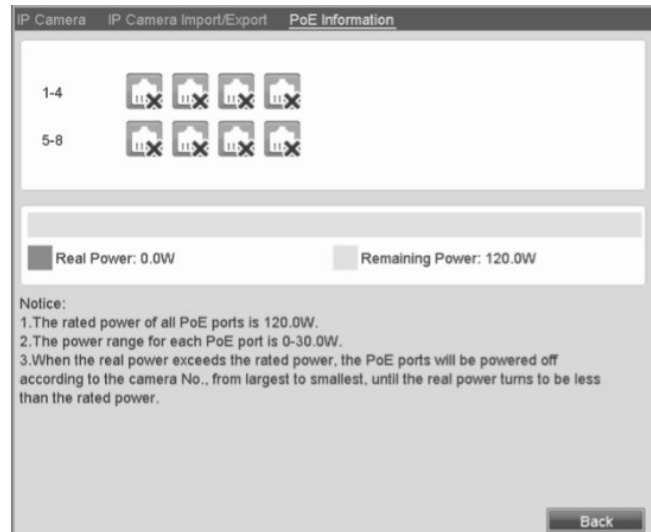 IP Camera IP Camera Import/Export PoE Information
1-4
5-8
Real Power: 0.0W Remaining Power: 120.0W
Notice:
1.The rated power of all PoE ports is 120.0W.
2.The power range for each PoE port is 0-30.0W.
3.When the real power exceeds the rated power, the PoE ports will be powered off
according to the camera No., from largest to smallest, until the real power turns to be less
than the rated power.
Back